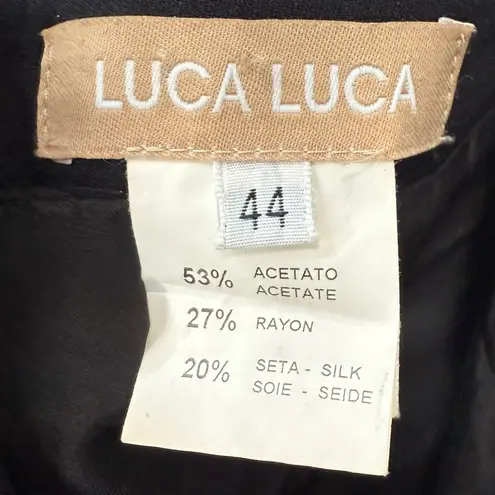 LUCA LUCA
44
53% ACETATO
ACETATE
27% RAYON
20% SETA - SILK
SOIE - SEIDE